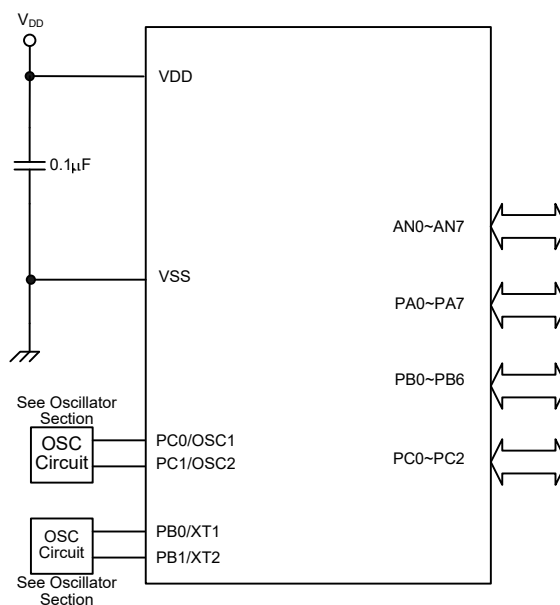 VDD
VDD
0.1μF
AN0~AN7
VSS
PA0~PA7
PB0~PB6
See Oscillator
Section
OSC
Circuit
PC0/OSC1
PC1/OSC2
PC0~PC2
OSC
Circuit
PB0/XT1
PB1/XT2
See Oscillator
Section